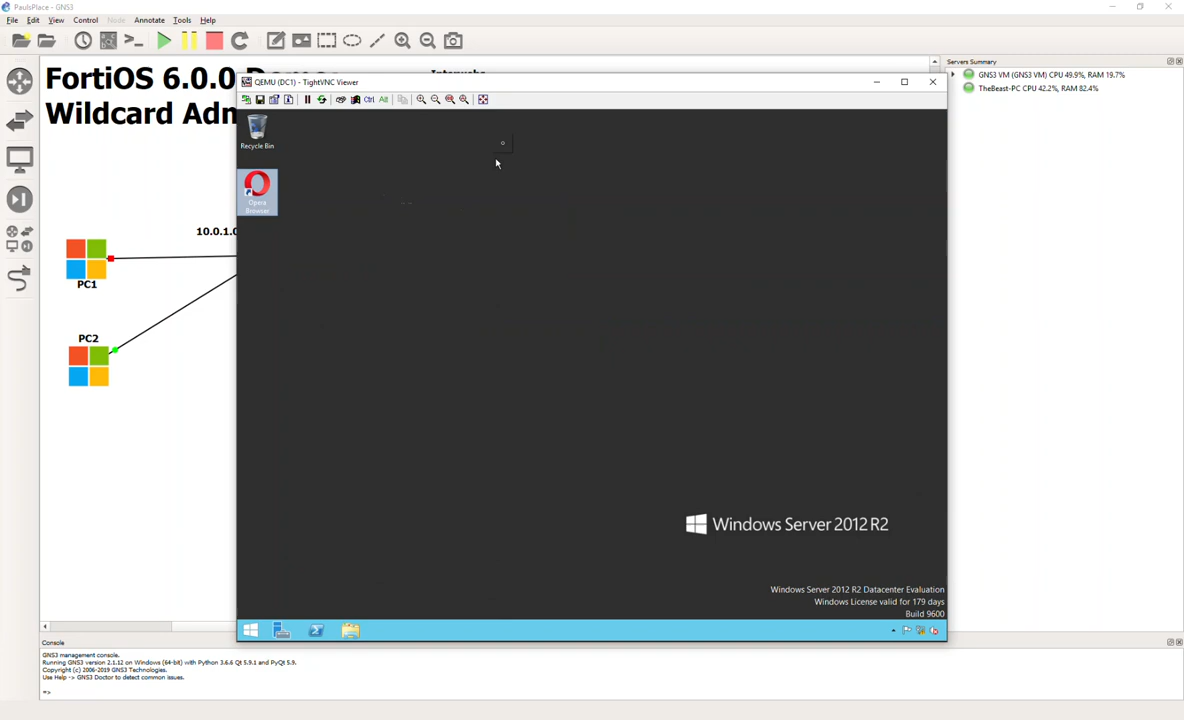 PaulsPlace - GNS3
File Edit View Control Node Annotate Tools Help
FortiOS 6.0.0
Wildcard Adm
QEMU (DC1) - TightVNC Viewer
Ctrl Alt
Servers Summary
GNS3 VM (GNS3 VM) CPU 49.9%, RAM 19.7%
TheBeast-PC CPU 42.2%, RAM 82.4%
Recycle Bin
Opera
Browser
10.0.1.0
PC1
PC2
Windows Server 2012 R2
Windows Server 2012 R2 Datacenter Evaluation
Windows License valid for 179 days
Build 9600
Console
GNS3 management console.
Running GNS3 version 2.1.12 on Windows (64-bit) with Python 3.6.6 Qt 5.9.1 and PyQt 5.9.
Copyright (c) 2006-2019 GNS3 Technologies.
Use Help -> GNS3 Doctor to detect common issues.
=>